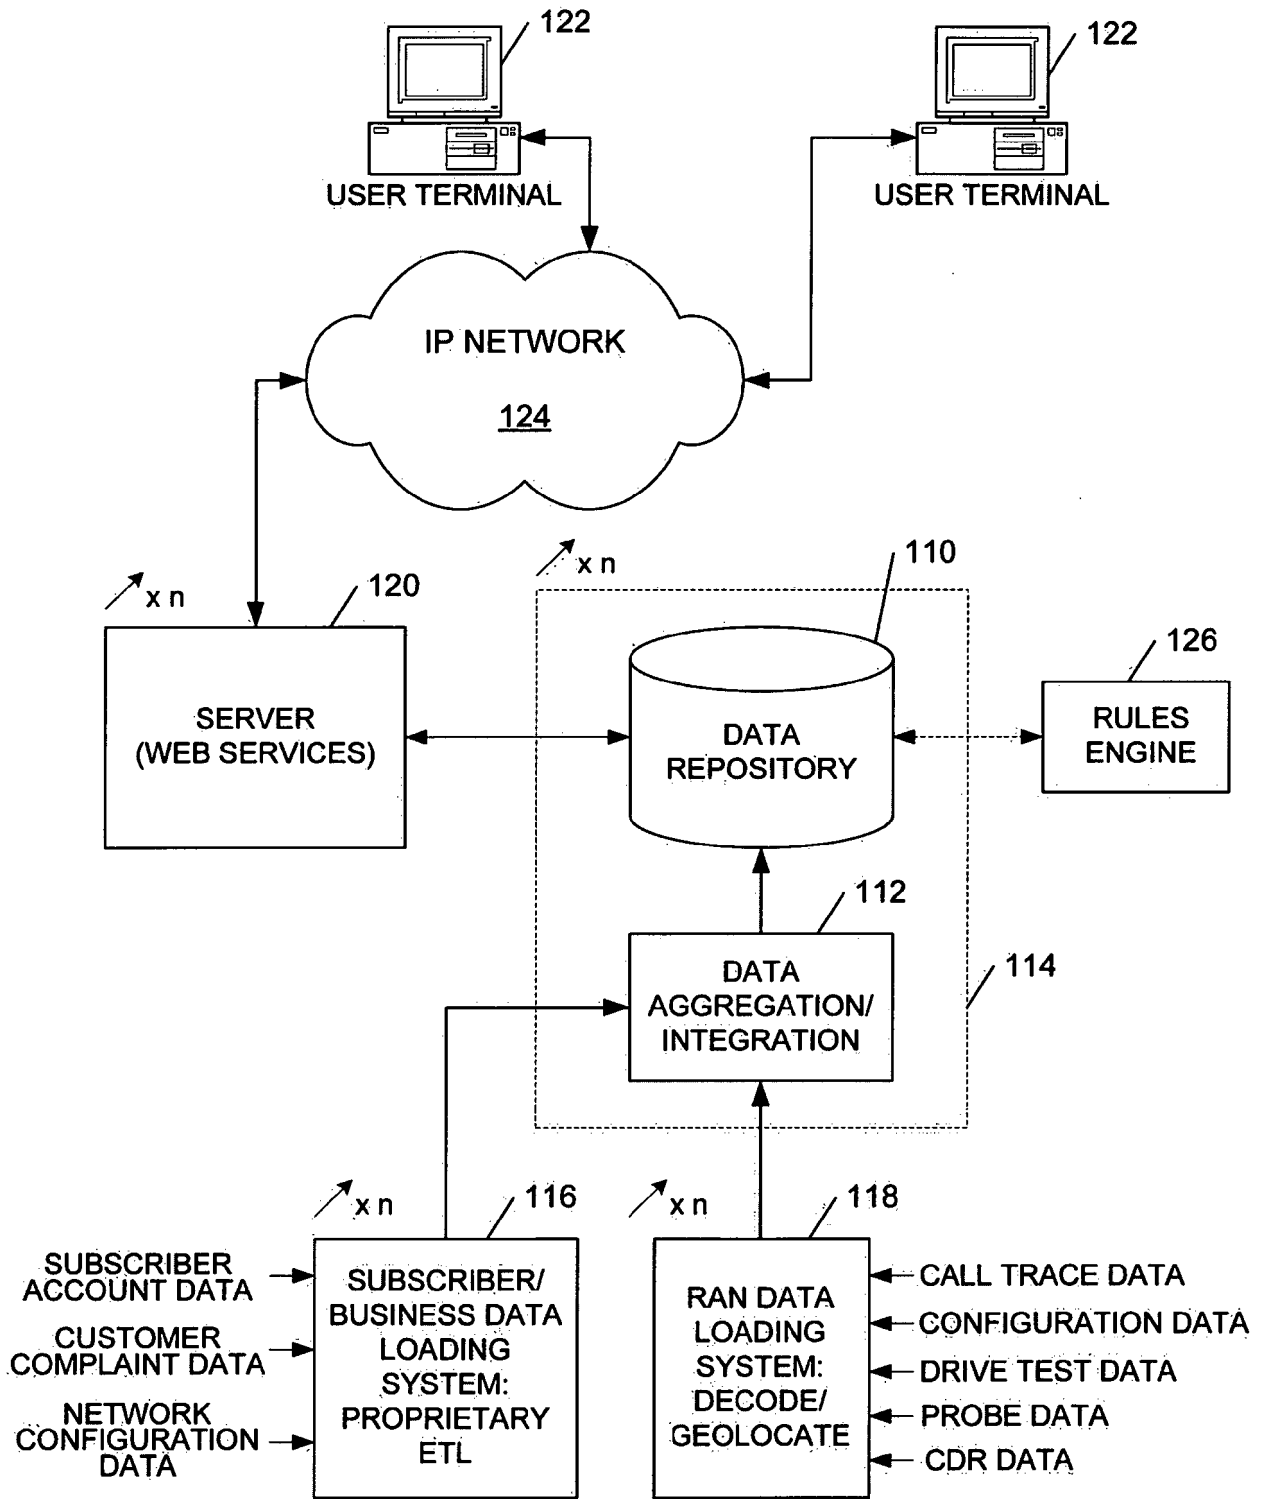 122
122
USER TERMINAL
USER TERMINAL
IP NETWORK
124
x n
120
x n
110
126
SERVER
(WEB SERVICES)
DATA
REPOSITORY
RULES
ENGINE
112
DATA
AGGREGATION/
INTEGRATION
114
x n
116
x n
118
SUBSCRIBER
ACCOUNT DATA
CUSTOMER
COMPLAINT DATA
NETWORK
CONFIGURATION
DATA
SUBSCRIBER/
BUSINESS DATA
LOADING
SYSTEM:
PROPRIETARY
ETL
RAN DATA
LOADING
SYSTEM:
DECODE/
GEOLOCATE
CALL TRACE DATA
CONFIGURATION DATA
DRIVE TEST DATA
PROBE DATA
CDR DATA